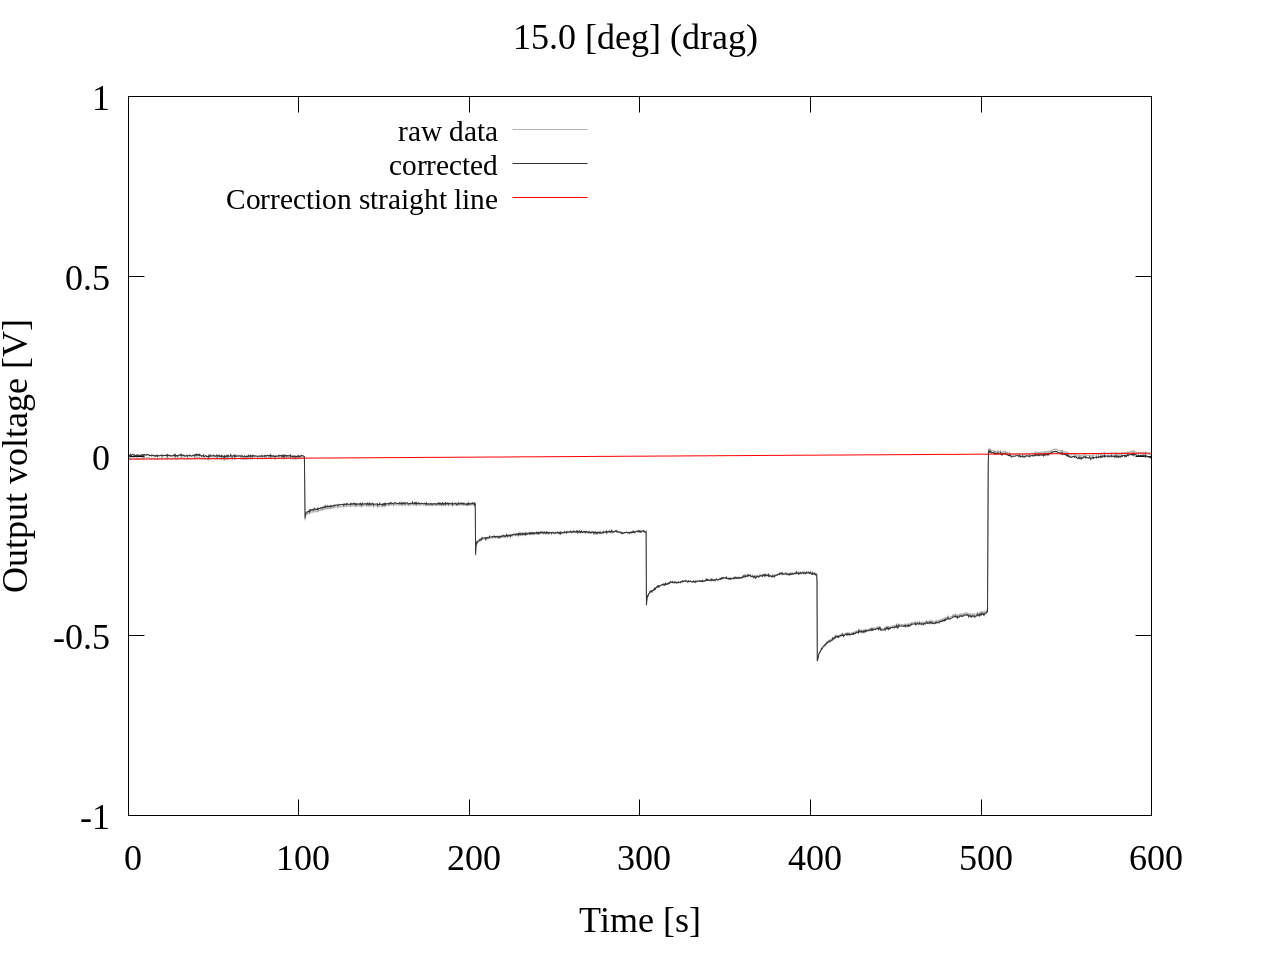 15.0 [deg] (drag)
1
0.5
0
-0.5
-1
Output voltage [V]
raw data
corrected
Correction straight line
0 100 200 300 400 500 600
Time [s]